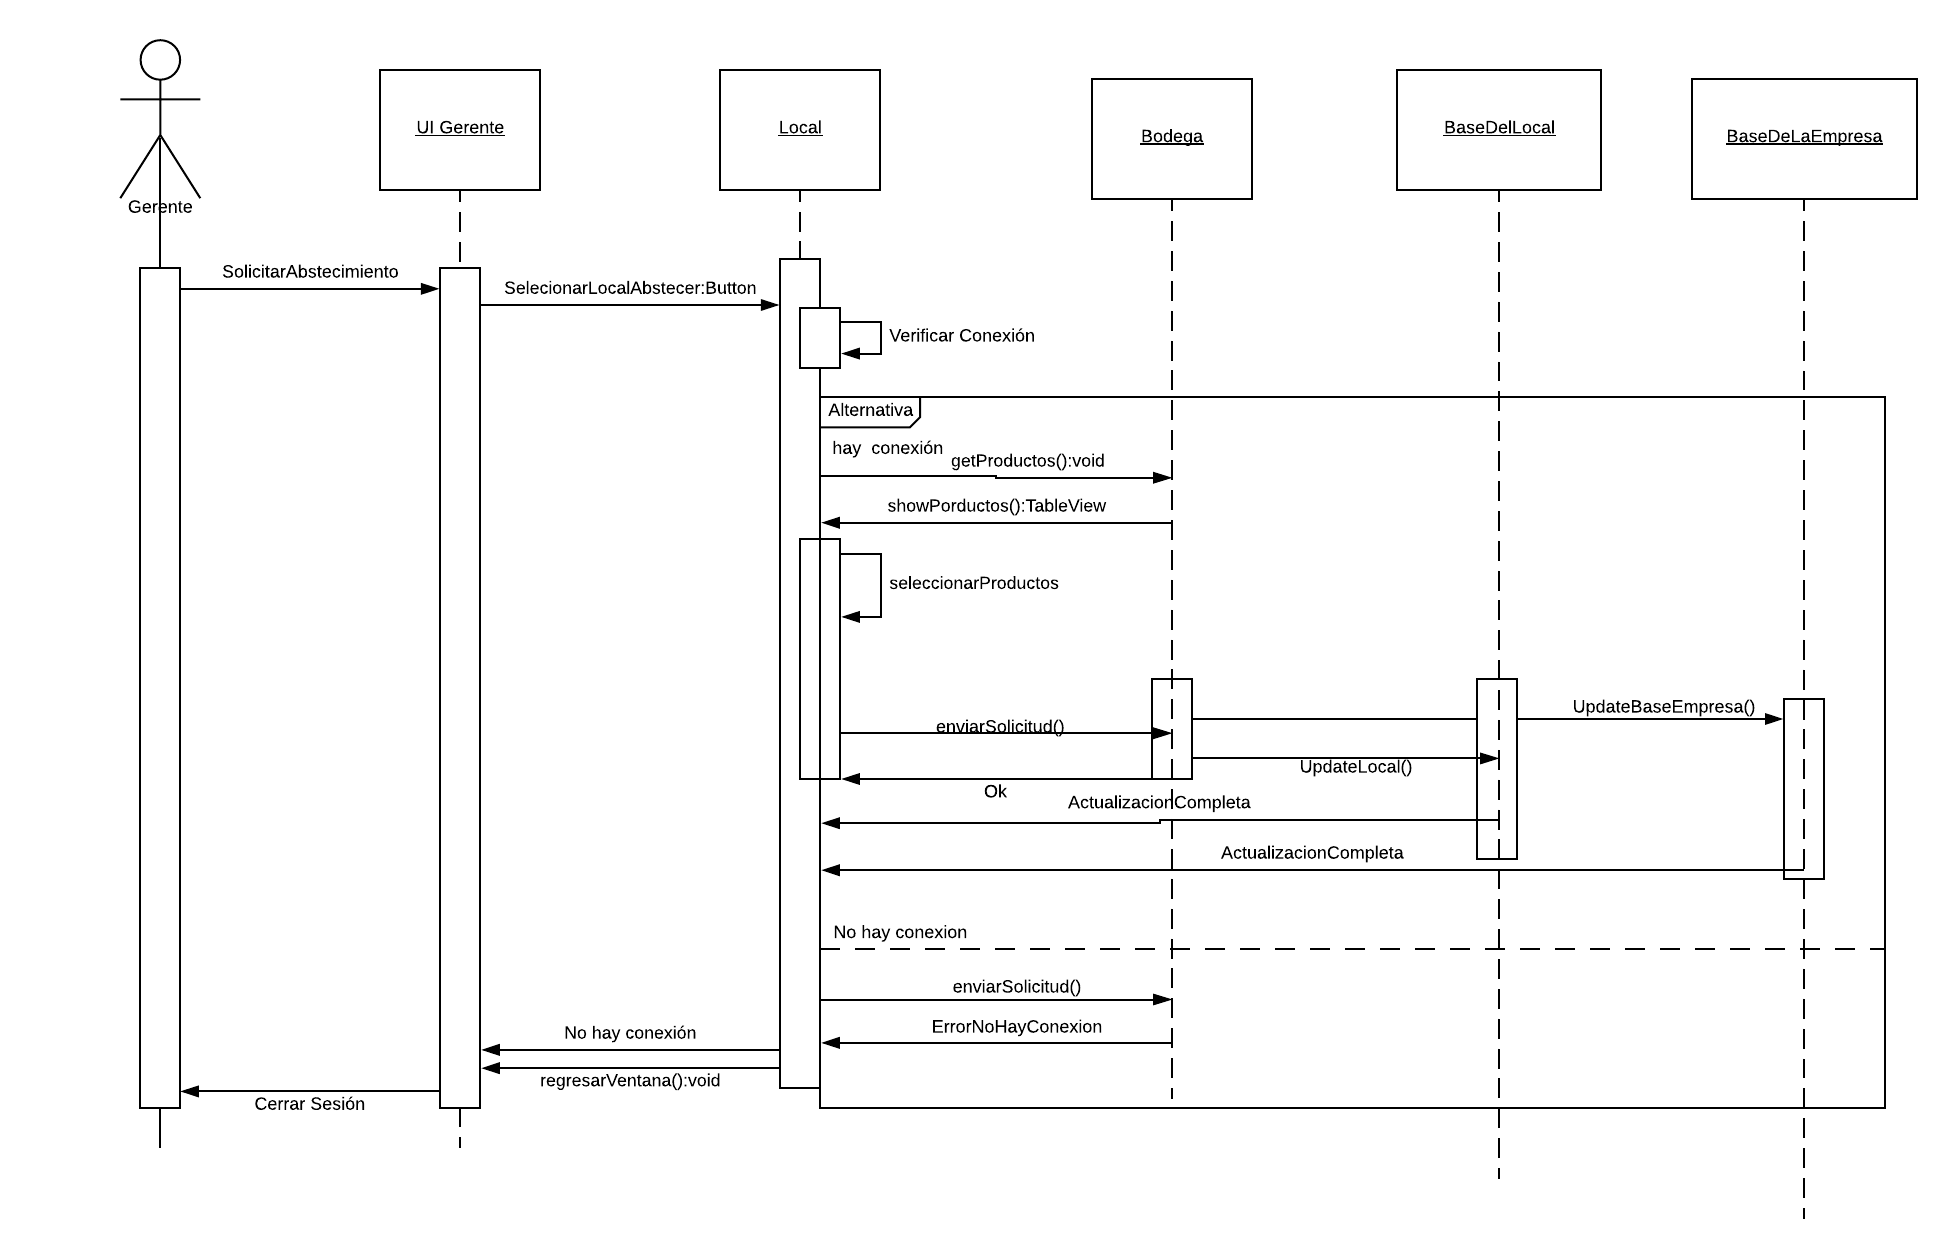 UI Gerente
Local
Bodega
BaseDelLocal
BaseDeLaEmpresa
Gerente
SolicitarAbstecimiento
SelecionarLocalAbstecer:Button
Verificar Conexión
Alternativa
hay conexión
getProductos():void
showPorductos():TableView
seleccionarProductos
UpdateBaseEmpresa()
enviarSolicitud()
UpdateLocal()
Ok
ActualizacionCompleta
ActualizacionCompleta
No hay conexion
enviarSolicitud()
ErrorNoHayConexion
No hay conexión
regresarVentana():void
Cerrar Sesión